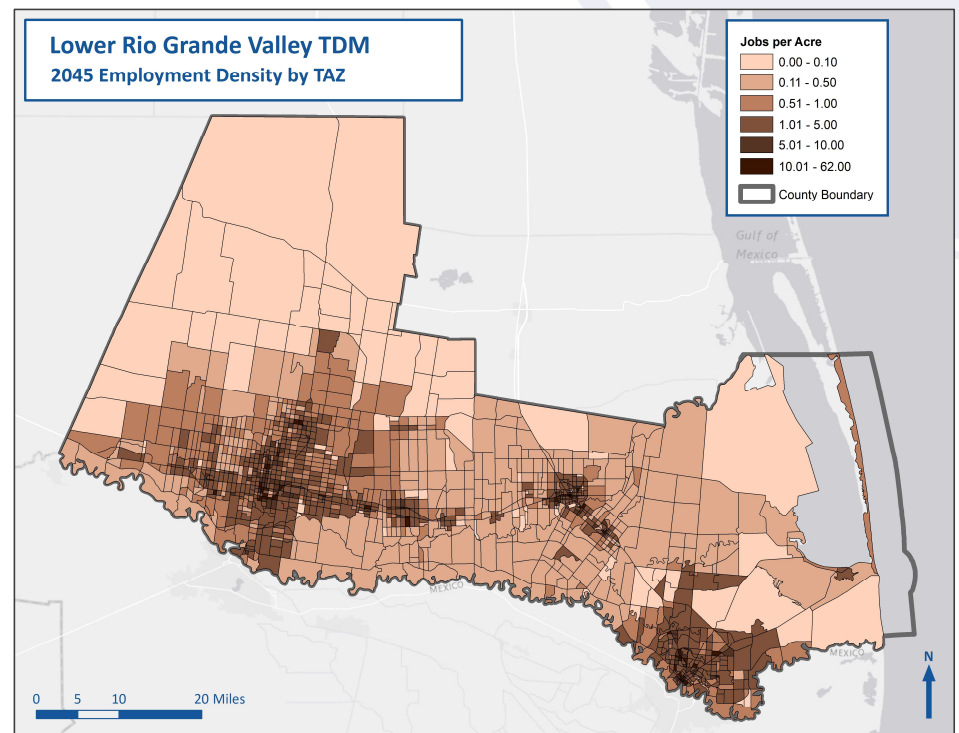 Lower Rio Grande Valley TDM
2045 Employment Density by TAZ
Jobs per Acre
0.00 - 0.10
0.11 - 0.50
0.51 - 1.00
1.01 - 5.00
5.01 - 10.00
10.01 - 62.00
County Boundary
Gulf of
Mexico
MEXICO
MEXICO
N
0 5 10 20 Miles